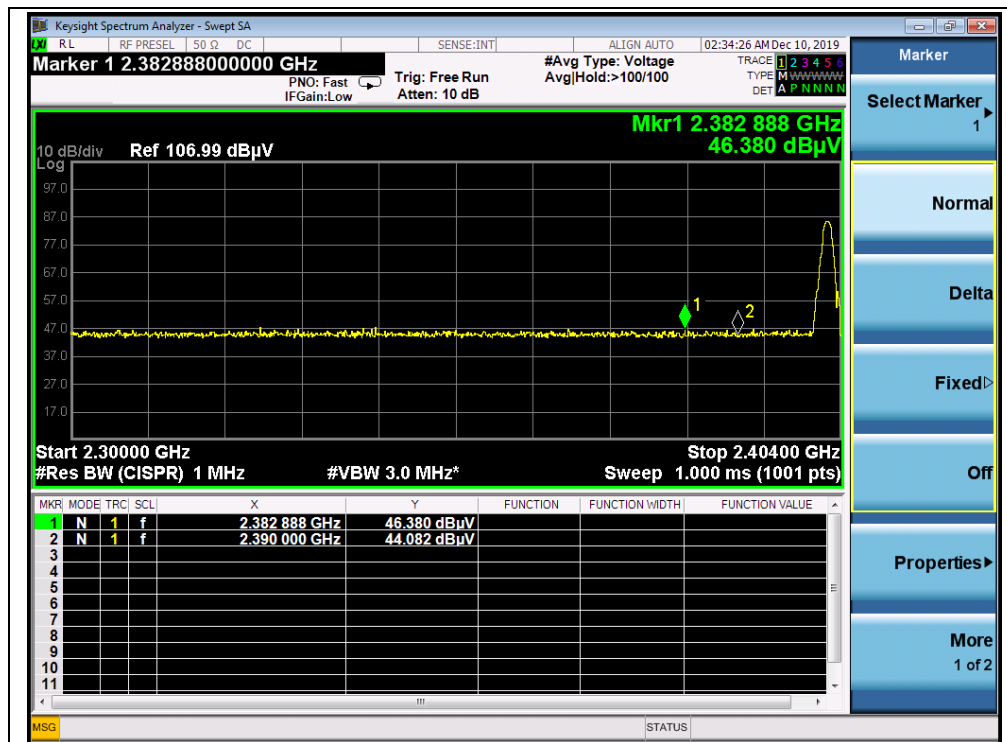 Keysight Spectrum Analyzer - Swept SA
LXI RL RF PRESEL 50 Ω DC SENSE:INT ALIGN AUTO 02:34:26 AM Dec 10, 2019
Marker 1 2.382888000000 GHz
PNO: Fast
IFGain:Low
Trig: Free Run
Atten: 10 dB
#Avg Type: Voltage
Avg|Hold:>100/100
TRACE 1 2 3 4 5 6
TYPE M WWWWW
DET A P N N N N
Mkr1 2.382 888 GHz
46.380 dBµV
10 dB/div Ref 106.99 dBµV
Log
97.0
87.0
77.0
67.0
57.0
47.0
37.0
27.0
17.0
1
2
Start 2.30000 GHz Stop 2.40400 GHz
#Res BW (CISPR) 1 MHz #VBW 3.0 MHz* Sweep 1.000 ms (1001 pts)
MKR MODE TRC SCL X Y FUNCTION FUNCTION WIDTH FUNCTION VALUE
1 N 1 f 2.382 888 GHz 46.380 dBµV
2 N 1 f 2.390 000 GHz 44.082 dBµV
3
4
5
6
7
8
9
10
11
MSG STATUS
Marker
Select Marker
1
Normal
Delta
Fixed
Off
Properties
More
1 of 2